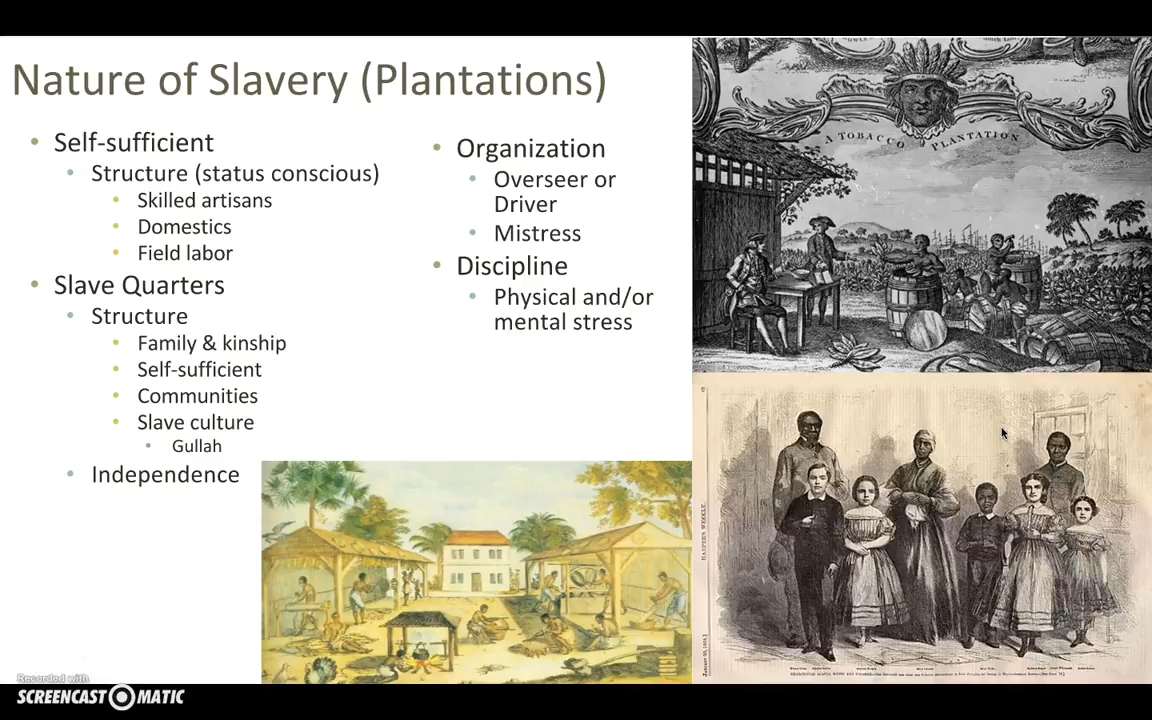 Nature of Slavery (Plantations)
• Self-sufficient
• Structure (status conscious)
• Skilled artisans
• Domestics
• Field labor
• Slave Quarters
• Structure
• Family & kinship
• Self-sufficient
• Communities
• Slave culture
• Gullah
• Independence
• Organization
• Overseer or
Driver
• Mistress
• Discipline
• Physical and/or
mental stress
A TOBACCO PLANTATION
HARPER'S WEEKLY.
Recorded with
SCREENCAST MATIC